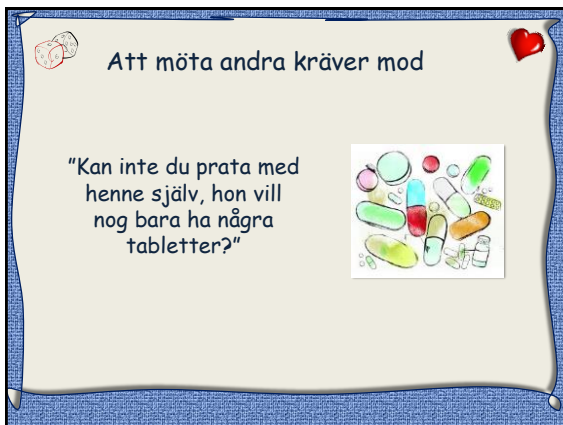 Att möta andra kräver mod
”Kan inte du prata med
henne själv, hon vill
nog bara ha några
tabletter?”